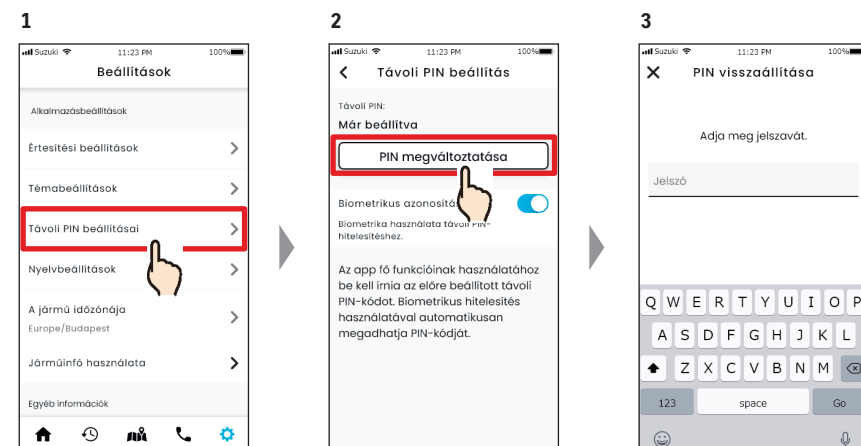 1
Suzuki 11:23 PM 100%
Beállítások
Alkalmazásbeállítások
Értesítési beállítások
Témabeállítások
Távoli PIN beállításai
Nyelvbeállítások
A jármű időzónája
Europe/Budapest
Járműinfó használata
Egyéb információk
2
Suzuki 11:23 PM 100%
Távoli PIN beállítás
Távoli PIN:
Már beállítva
PIN megváltoztatása
Biometrikus azonosítá
Biometrika használata távoli PIN-
hitelesítéshez.
Az app fő funkcióinak használatához
be kell írnia az előre beállított távoli
PIN-kódot. Biometrikus hitelesítés
használatával automatikusan
megadhatja PIN-kódját.
3
Suzuki 11:23 PM 100%
PIN visszaállítása
Adja meg jelszavát.
Jelszó
Q W E R T Y U I O P
A S D F G H J K L
Z X C V B N M
123 space Go